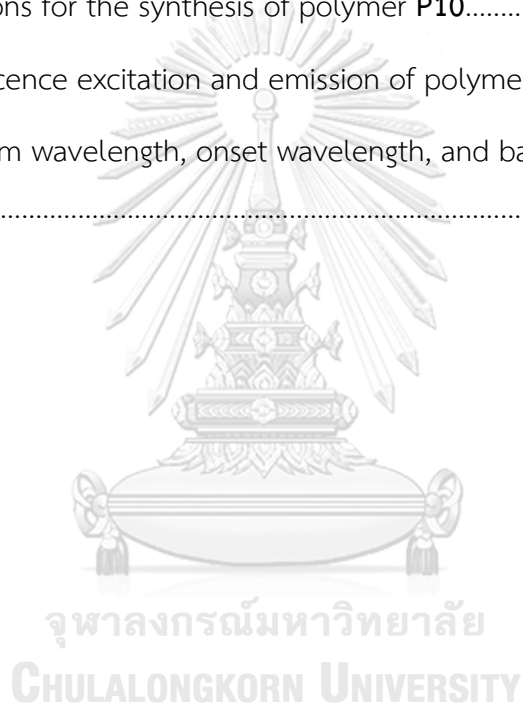 ons for the synthesis of polymer P10........
cence excitation and emission of polyme
m wavelength, onset wavelength, and ba
................................................................
จุฬาลงกรณ์มหาวิทยาลัย
CHULALONGKORN UNIVERSITY